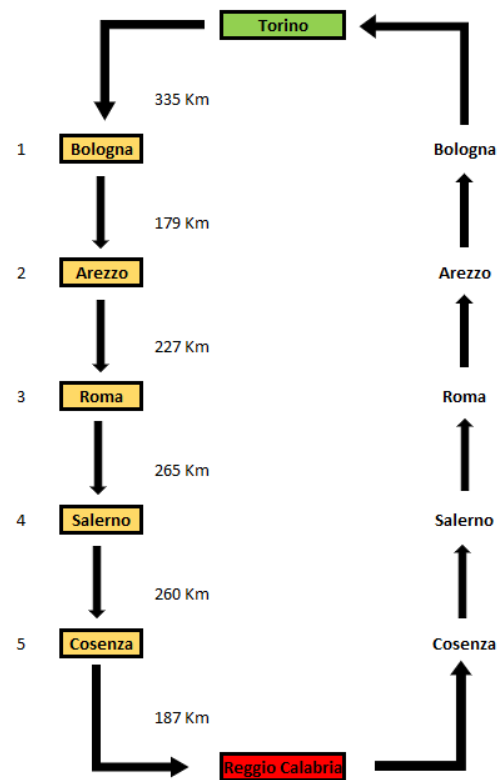 Torino
335 Km
1 Bologna
Bologna
179 Km
2 Arezzo
Arezzo
227 Km
3 Roma
Roma
265 Km
4 Salerno
Salerno
260 Km
5 Cosenza
Cosenza
187 Km
Reggio Calabria